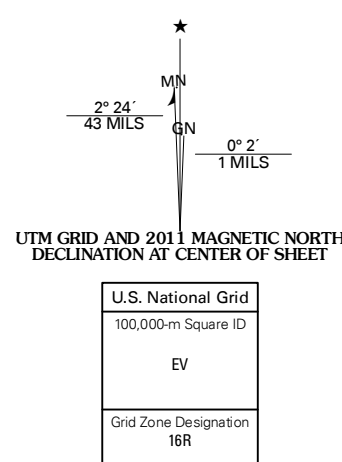 ★
MN
GN
2° 24´
43 MILS
0° 2´
1 MILS
UTM GRID AND 2011 MAGNETIC NORTH
DECLINATION AT CENTER OF SHEET
U.S. National Grid
100,000-m Square ID
EV
Grid Zone Designation
16R